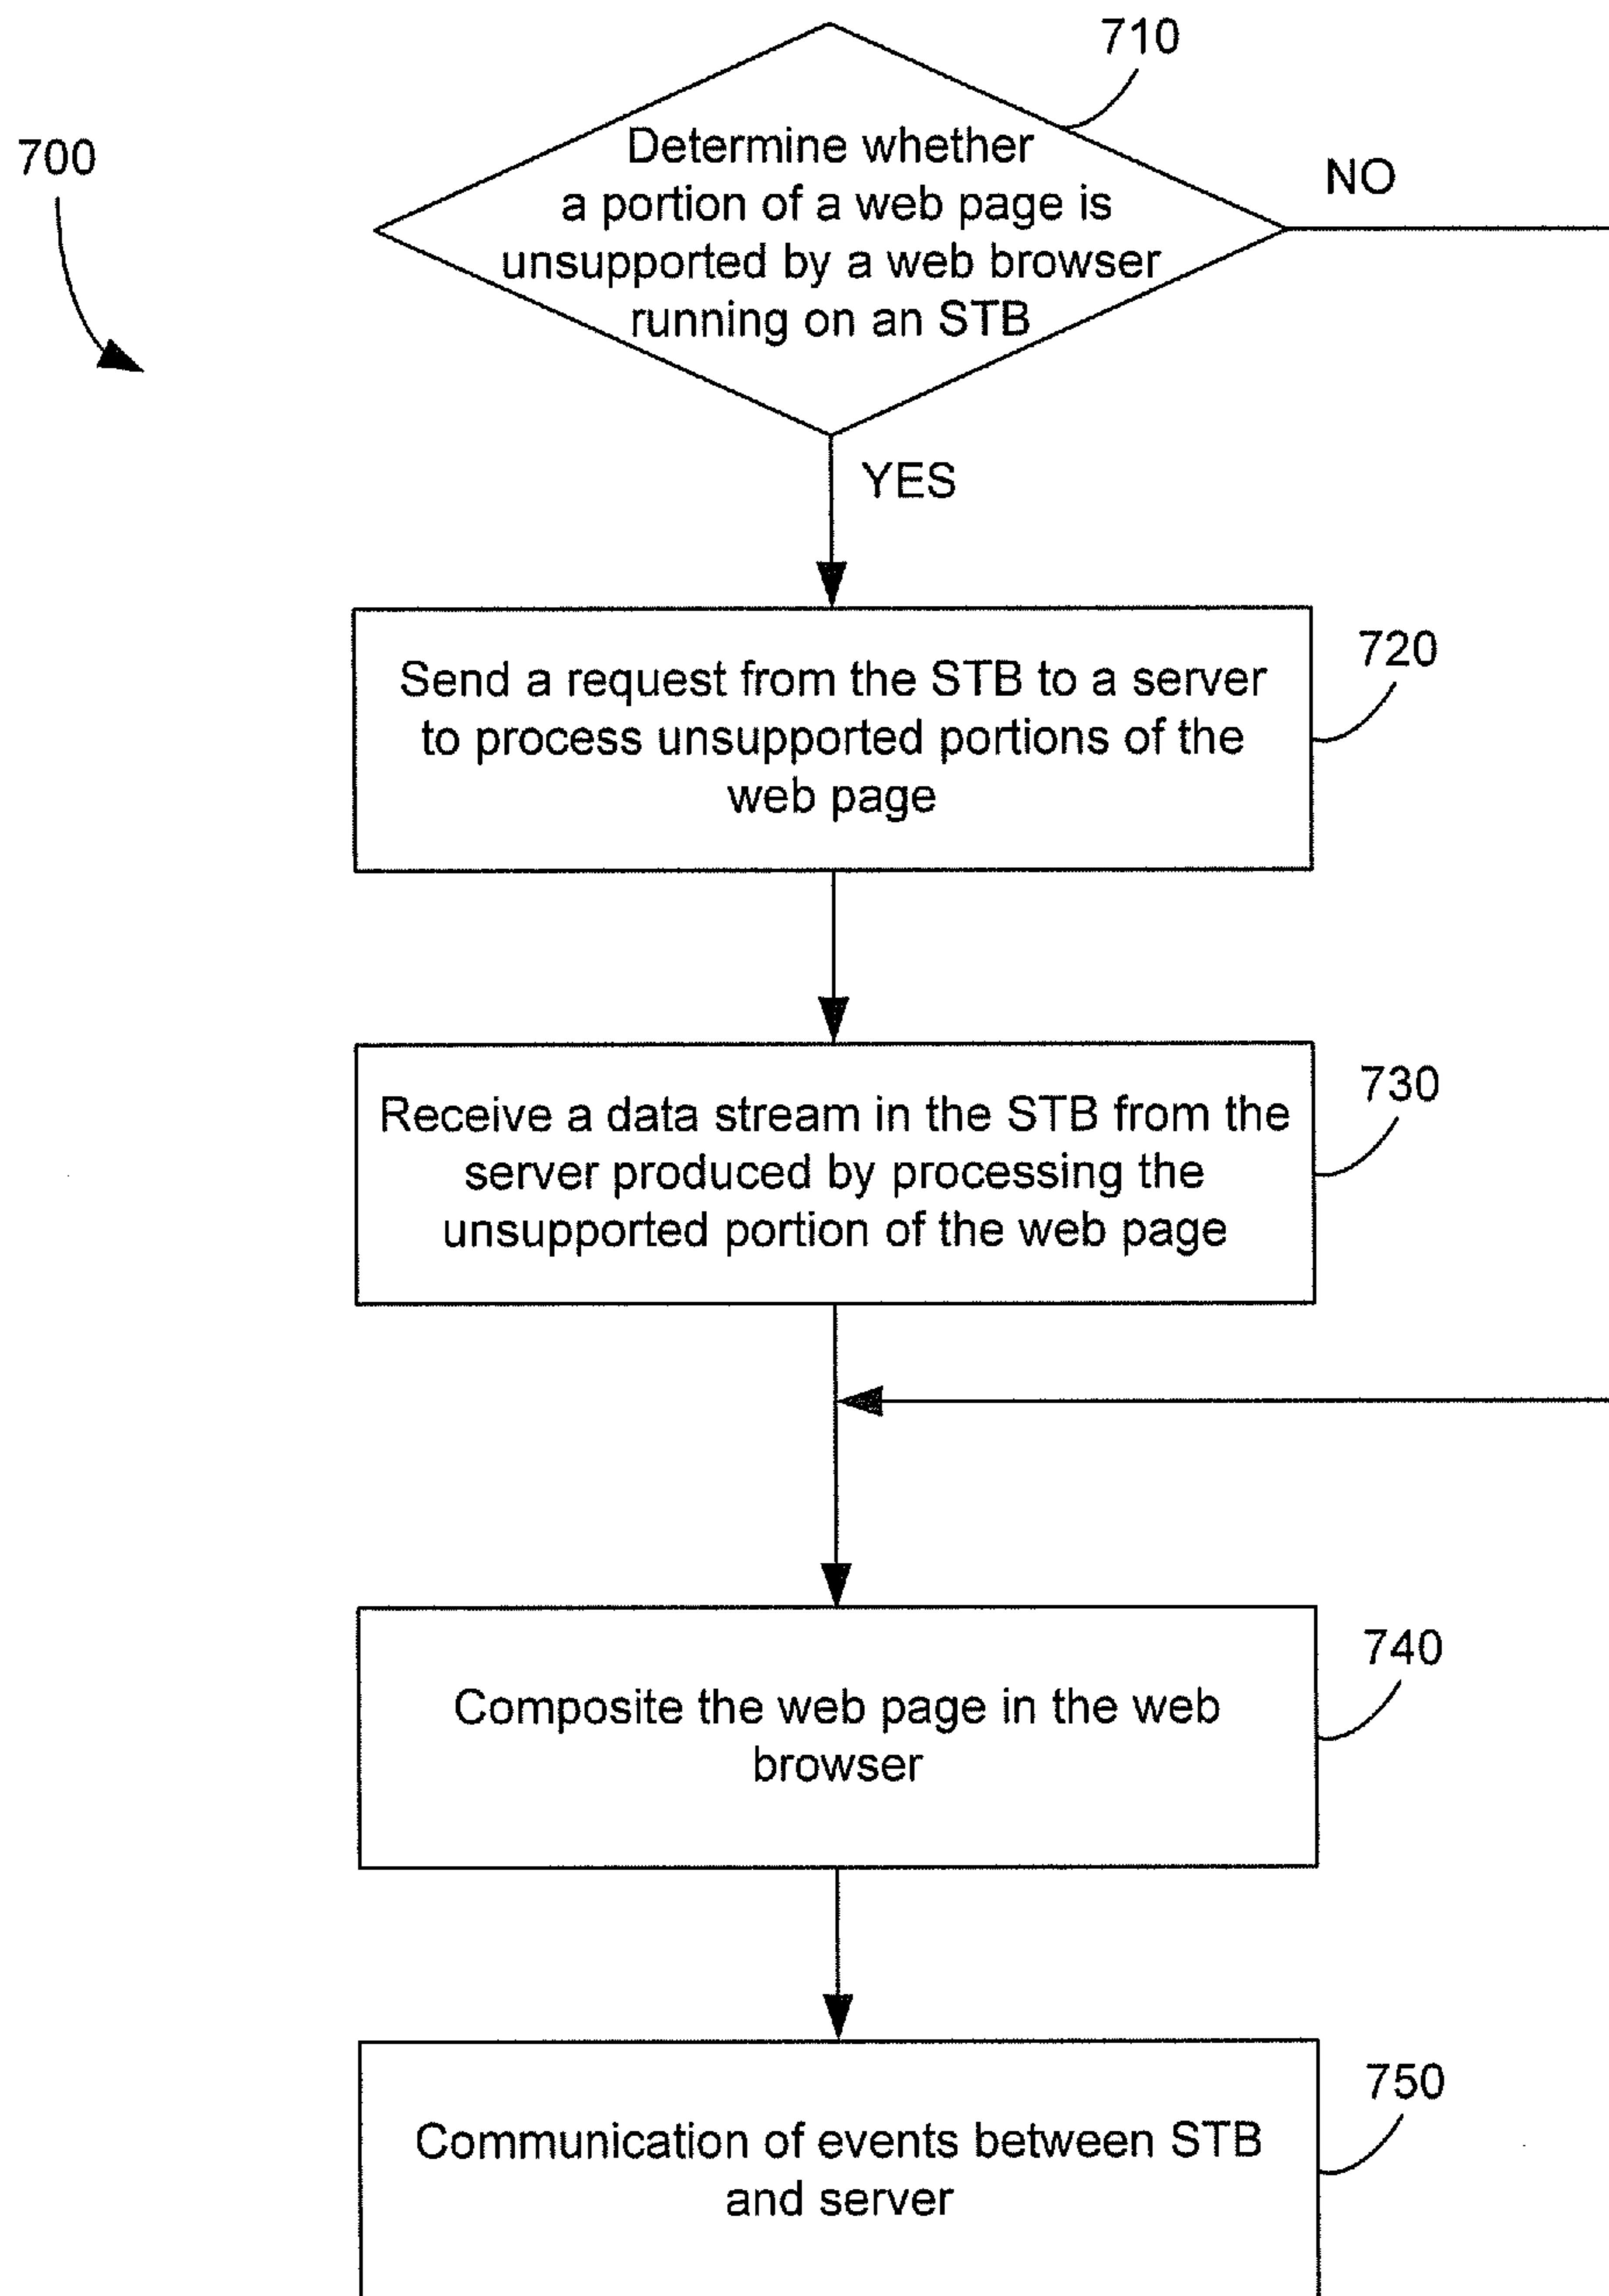 710
700
Determine whether
a portion of a web page is
unsupported by a web browser
running on an STB
NO
YES
720
Send a request from the STB to a server
to process unsupported portions of the
web page
730
Receive a data stream in the STB from the
server produced by processing the
unsupported portion of the web page
740
Composite the web page in the web
browser
750
Communication of events between STB
and server